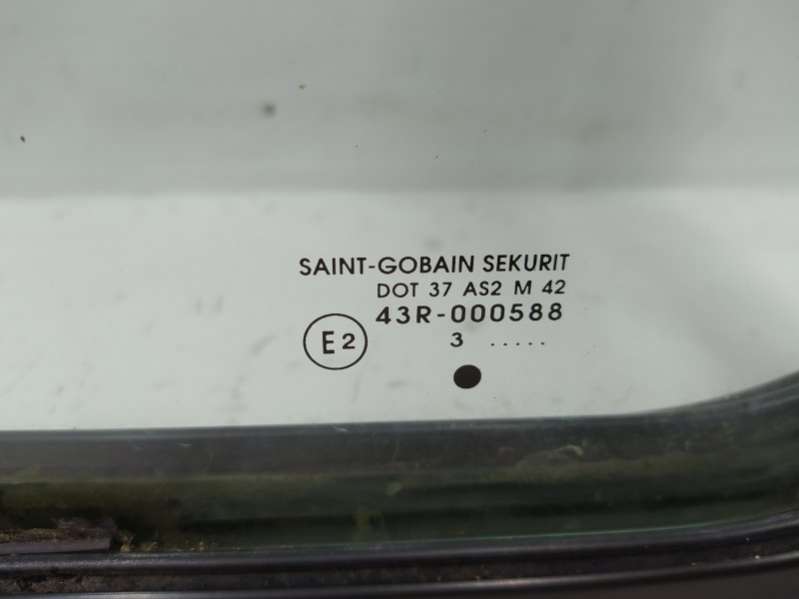 SAINT-GOBAIN SEKURIT
DOT 37 AS2 M 42
43R-000588
E2
3 .....